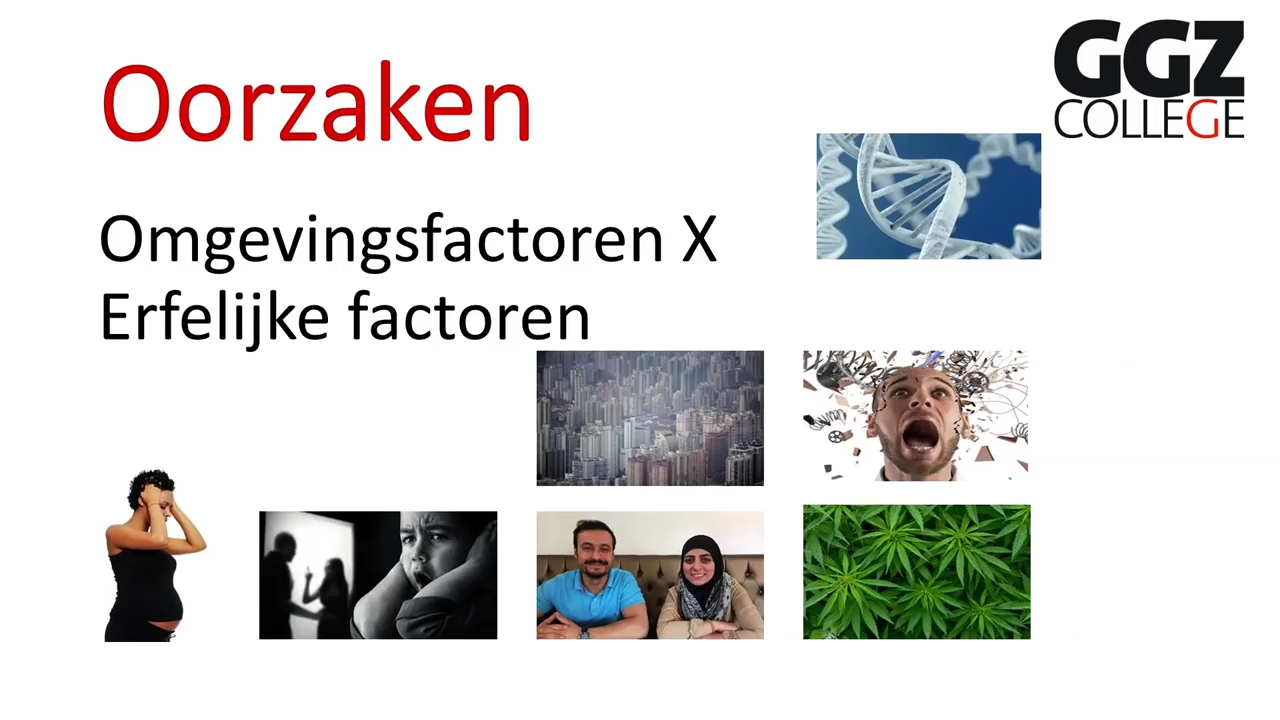 Oorzaken
GGZ
COLLEGE
Omgevingsfactoren X
Erfelijke factoren